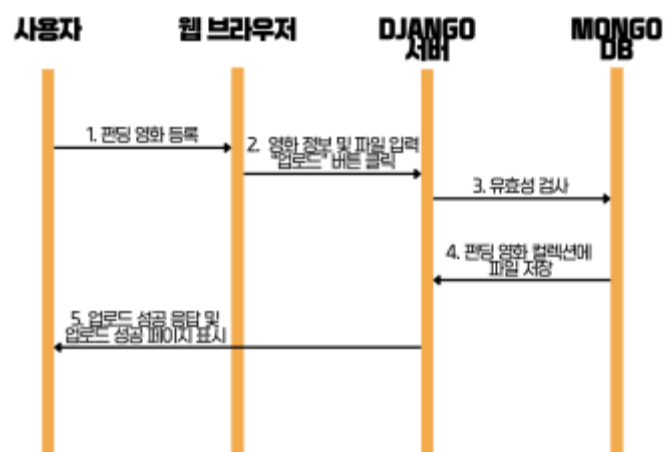 사용자
웹 브라우저
DJANGO
서버
MONGO
DB
1. 펀딩 영화 등록
2. 영화 정보 및 파일 입력
"업로드" 버튼 클릭
3. 유효성 검사
4. 펀딩 영화 컬렉션에
파일 저장
5. 업로드 성공 응답 및
업로드 성공 페이지 표시